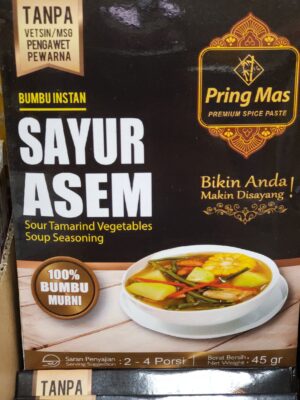 TANPA
VETSIN/MSG
PENGAWET
PEWARNA
Pring Mas
PREMIUM SPICE PASTE
BUMBU INSTAN
SAYUR
ASEM
Sour Tamarind Vegetables
Soup Seasoning
Bikin Anda
Makin Disayang !
100%
BUMBU
MURNI
Saran Penyajian
Serving Suggestion
2 - 4 Porsi
Berat Bersih
Net Weight
45 gr
TANPA